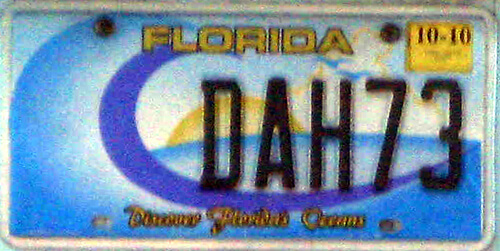 FLORIDA
10-10
DAH73
Discover Florida's Oceans